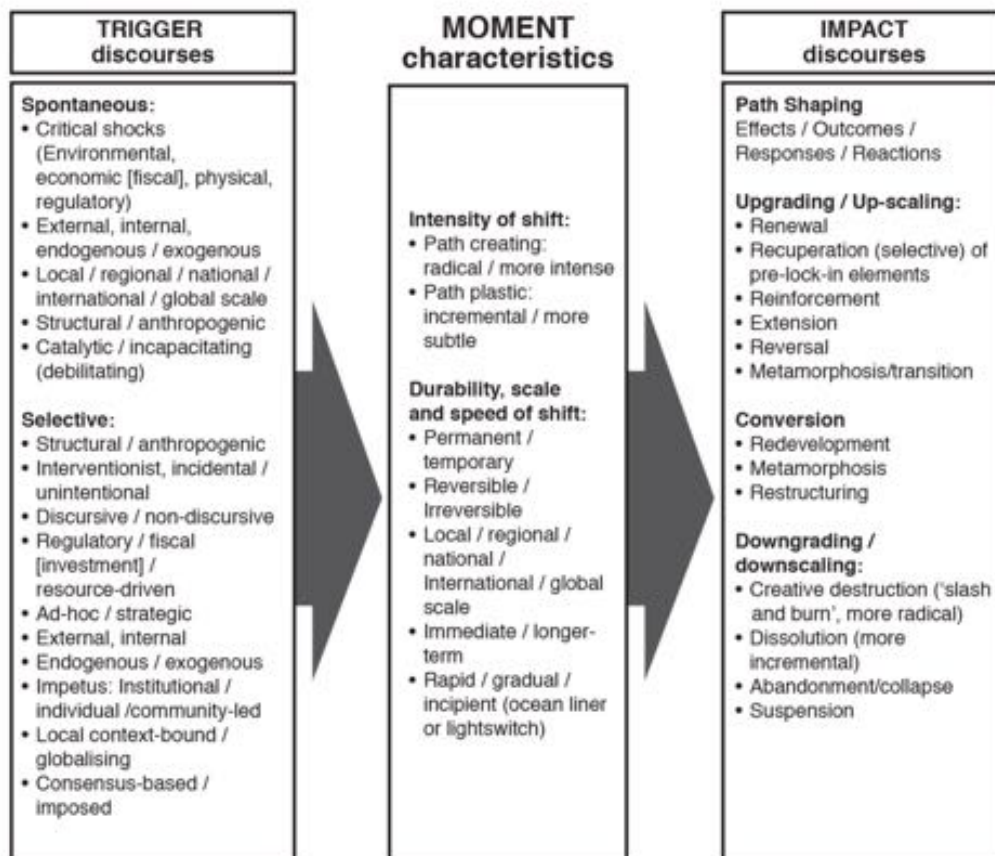 TRIGGER
discourses
Spontaneous:
• Critical shocks
(Environmental,
economic [fiscal], physical,
regulatory)
• External, internal,
endogenous / exogenous
• Local / regional / national /
international / global scale
• Structural / anthropogenic
• Catalytic / incapacitating
(debilitating)
Selective:
• Structural / anthropogenic
• Interventionist, incidental /
unintentional
• Discursive / non-discursive
• Regulatory / fiscal
[investment] /
resource-driven
• Ad-hoc / strategic
• External, internal
• Endogenous / exogenous
• Impetus: Institutional /
individual /community-led
• Local context-bound /
globalising
• Consensus-based /
imposed
MOMENT
characteristics
Intensity of shift:
• Path creating:
radical / more intense
• Path plastic:
incremental / more
subtle
Durability, scale
and speed of shift:
• Permanent /
temporary
• Reversible /
Irreversible
• Local / regional /
national /
International / global
scale
• Immediate / longer-
term
• Rapid / gradual /
incipient (ocean liner
or lightswitch)
IMPACT
discourses
Path Shaping
Effects / Outcomes /
Responses / Reactions
Upgrading / Up-scaling:
• Renewal
• Recuperation (selective) of
pre-lock-in elements
• Reinforcement
• Extension
• Reversal
• Metamorphosis/transition
Conversion
• Redevelopment
• Metamorphosis
• Restructuring
Downgrading /
downscaling:
• Creative destruction (‘slash
and burn’, more radical)
• Dissolution (more
incremental)
• Abandonment/collapse
• Suspension